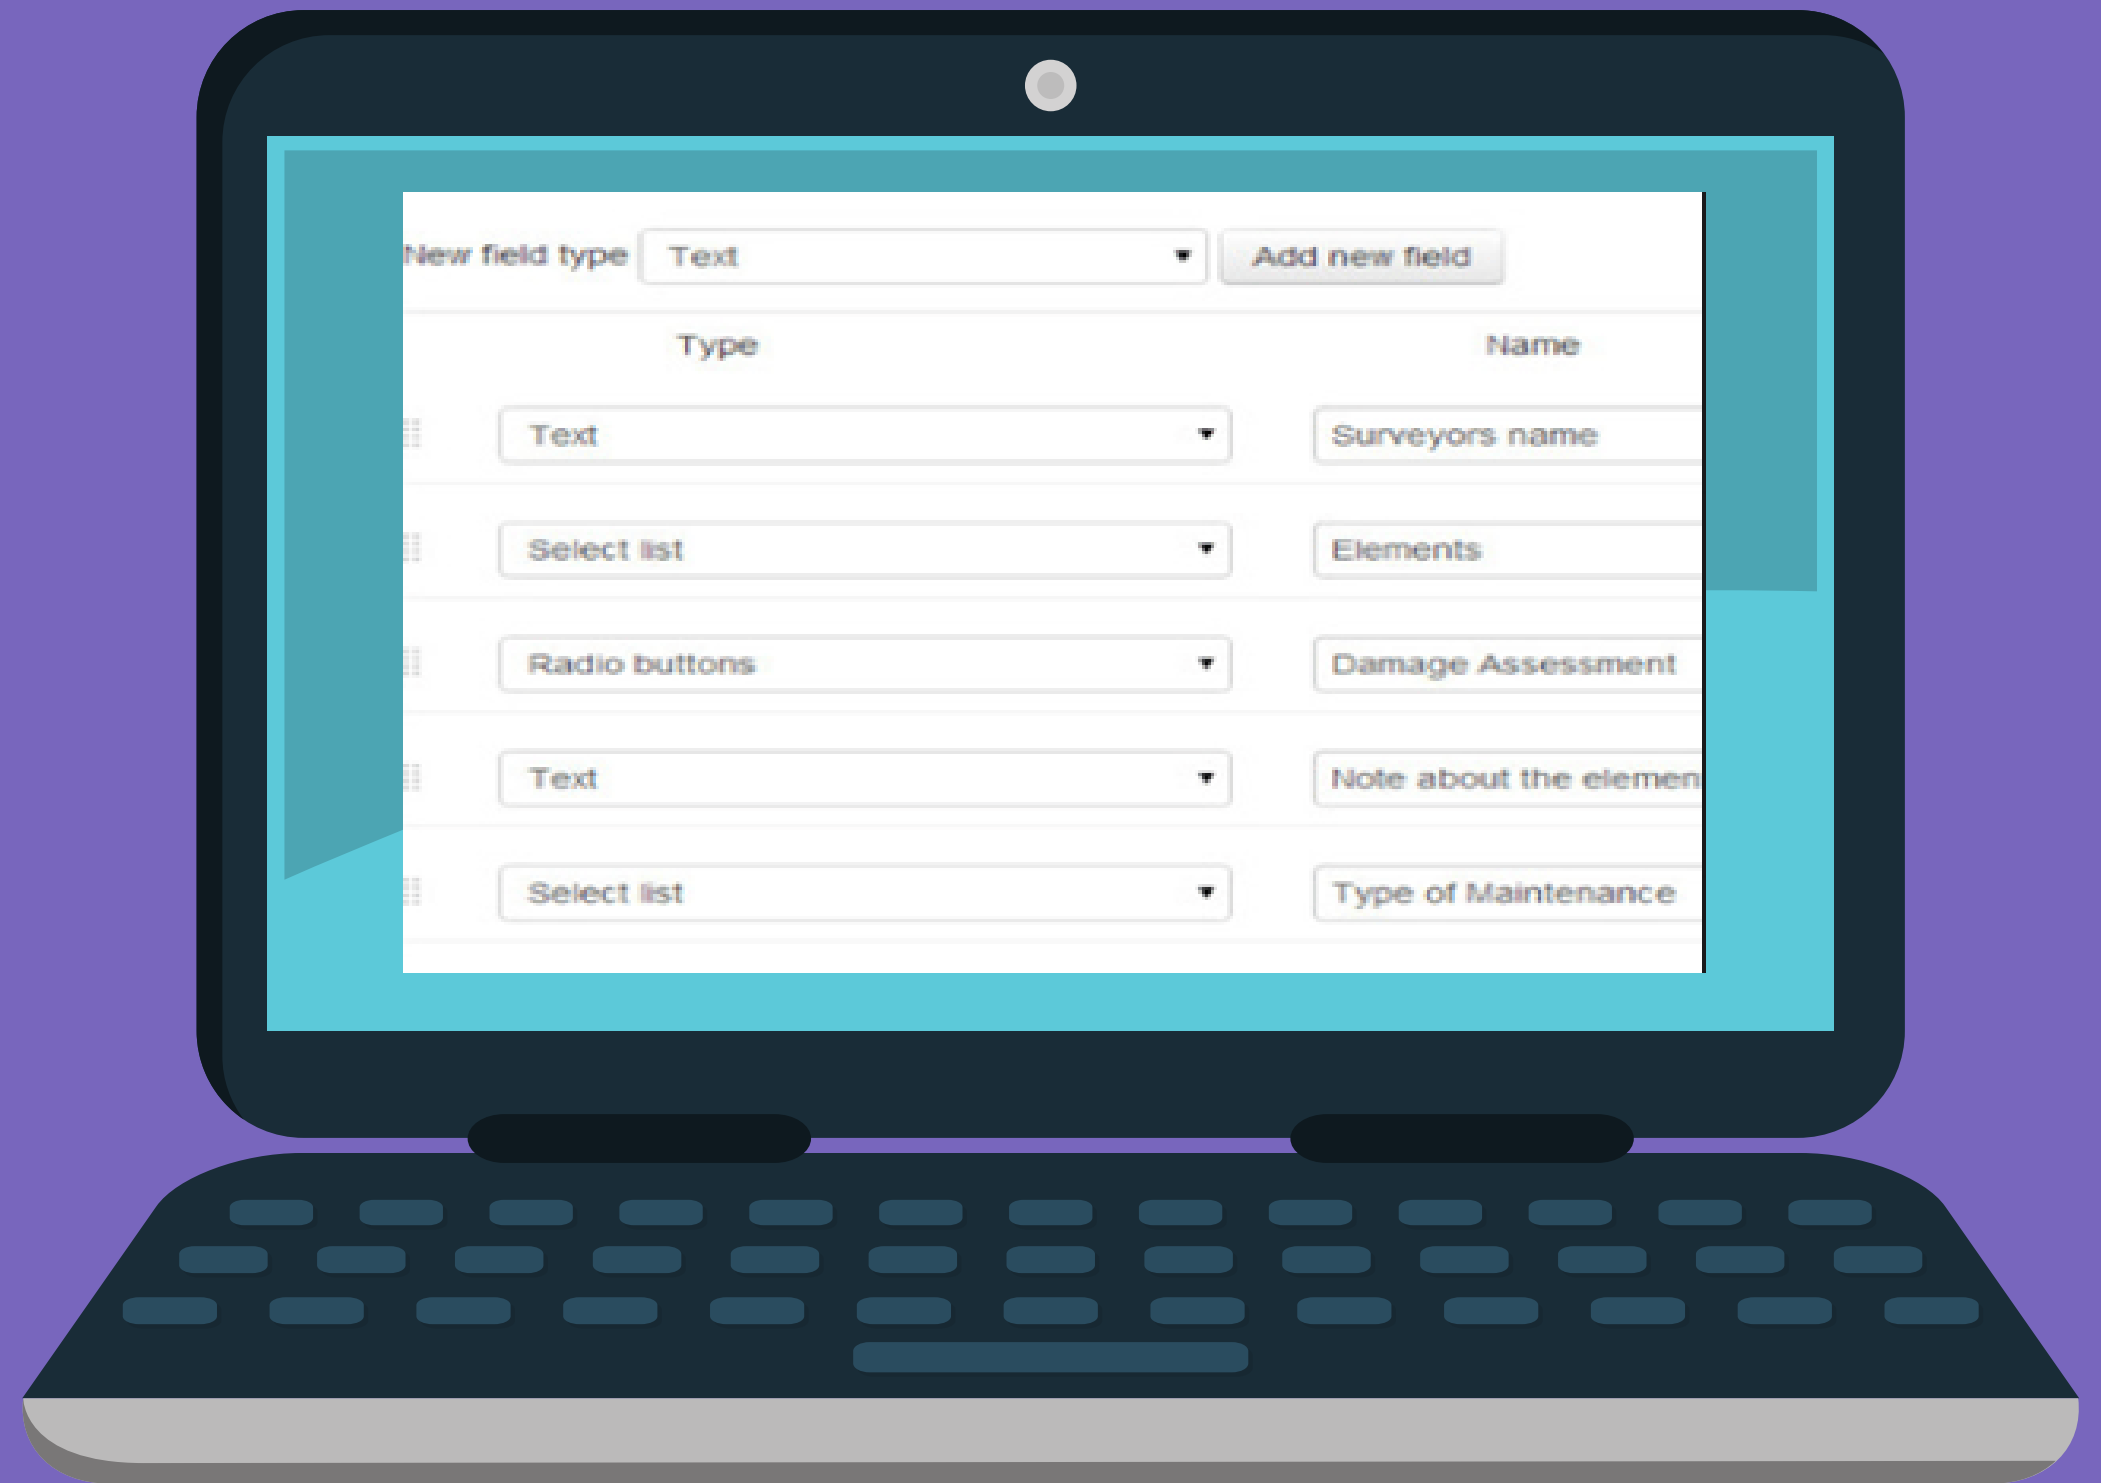 New field type Text Add new field
Type Name
Text Surveyors name
Select list Elements
Radio buttons Damage Assessment
Text Note about the elemen
Select list Type of Maintenance